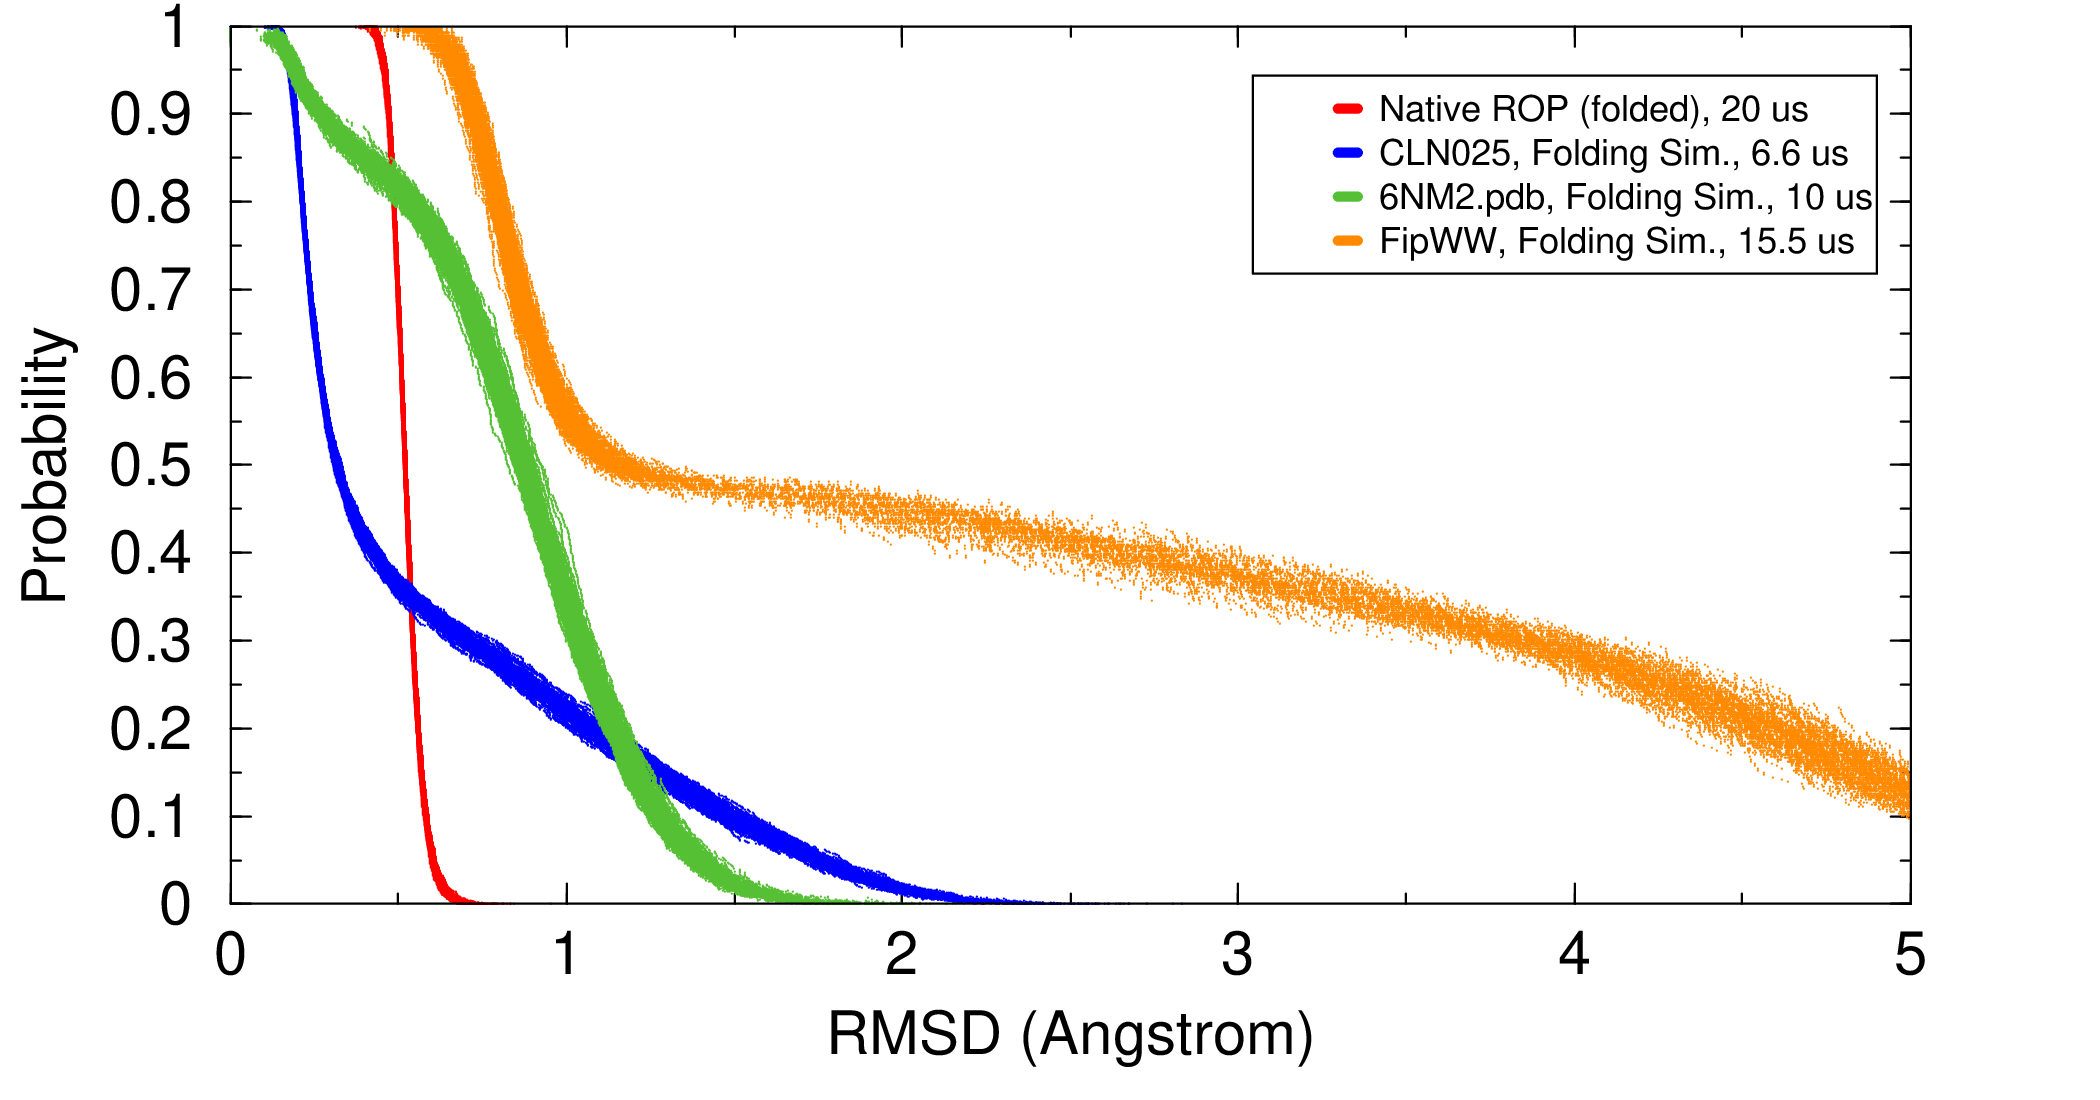 1
0.9
0.8
0.7
0.6
0.5
0.4
0.3
0.2
0.1
0
Probability
Native ROP (folded), 20 us
CLN025, Folding Sim., 6.6 us
6NM2.pdb, Folding Sim., 10 us
FipWW, Folding Sim., 15.5 us
0 1 2 3 4 5
RMSD (Angstrom)